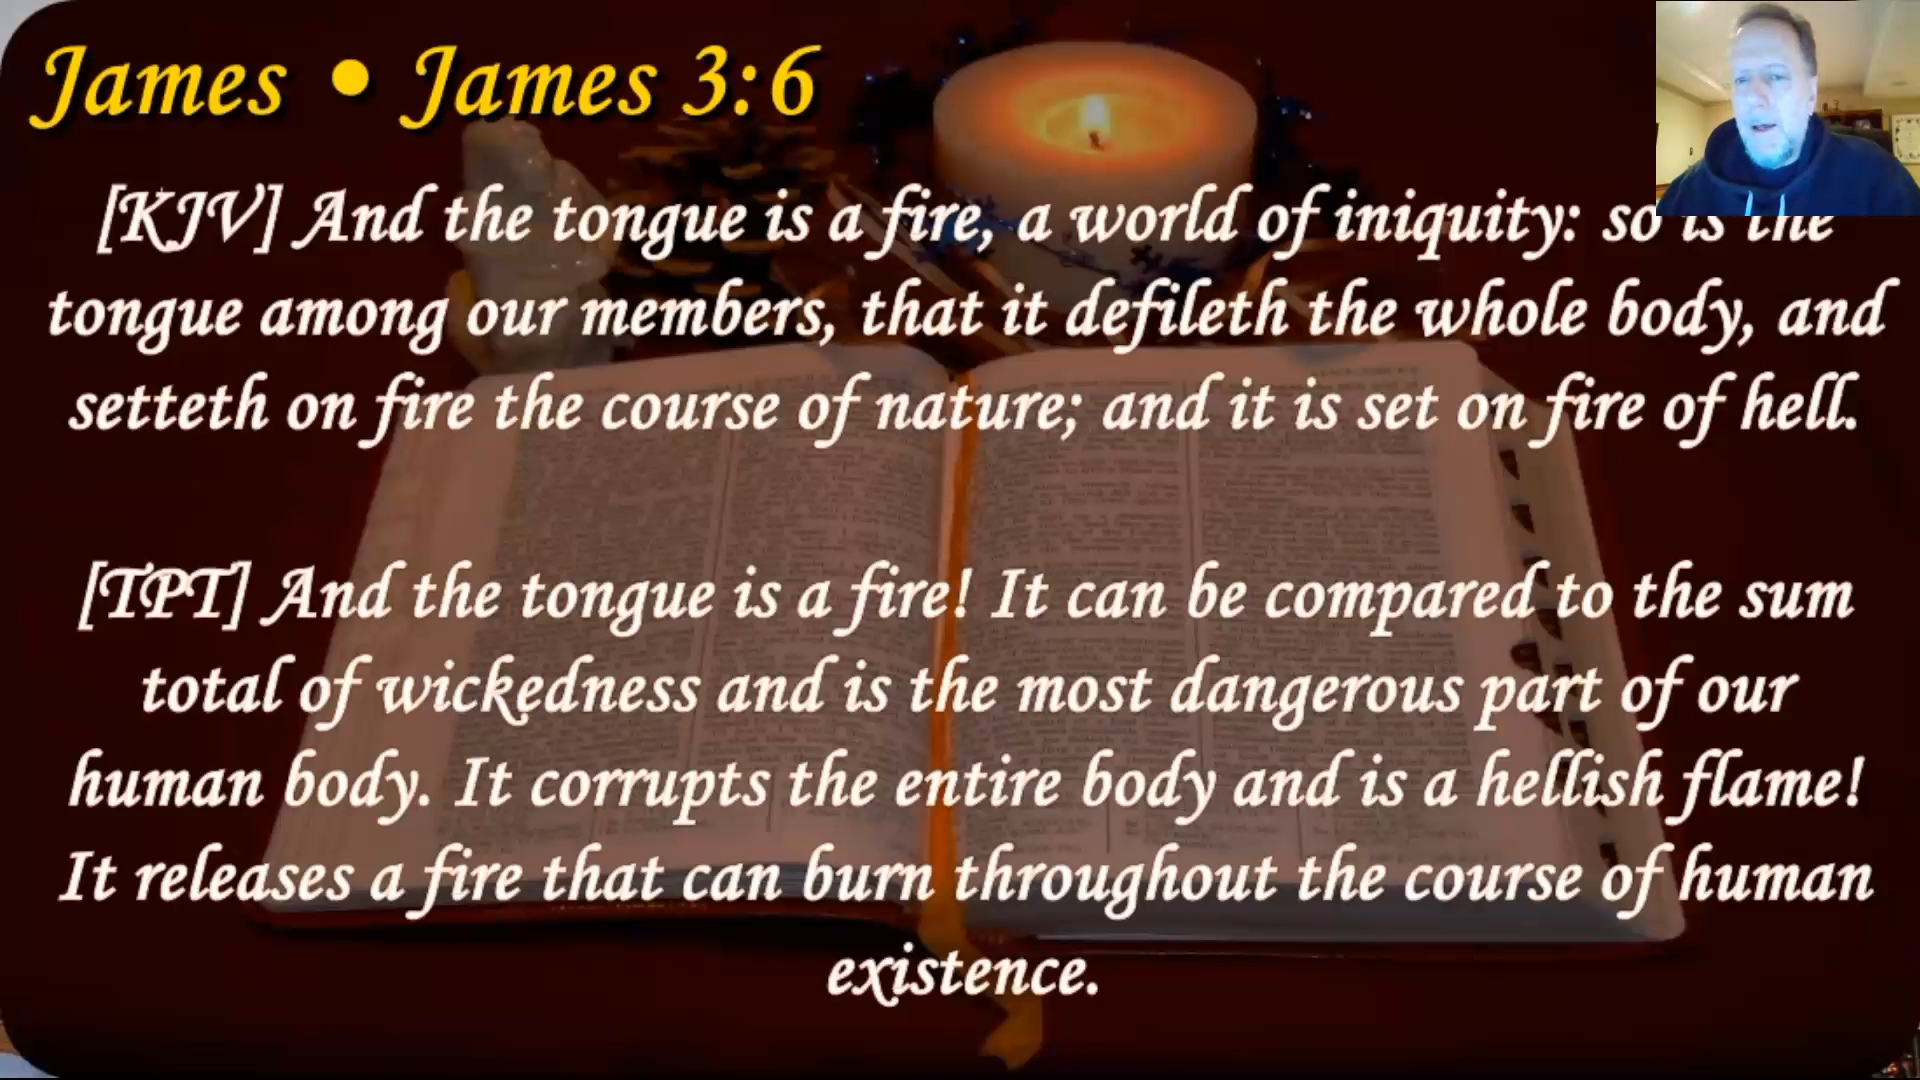 James • James 3:6
[KJV] And the tongue is a fire, a world of iniquity: so is the
tongue among our members, that it defileth the whole body, and
setteth on fire the course of nature; and it is set on fire of hell.
[TPT] And the tongue is a fire! It can be compared to the sum
total of wickedness and is the most dangerous part of our
human body. It corrupts the entire body and is a hellish flame!
It releases a fire that can burn throughout the course of human
existence.